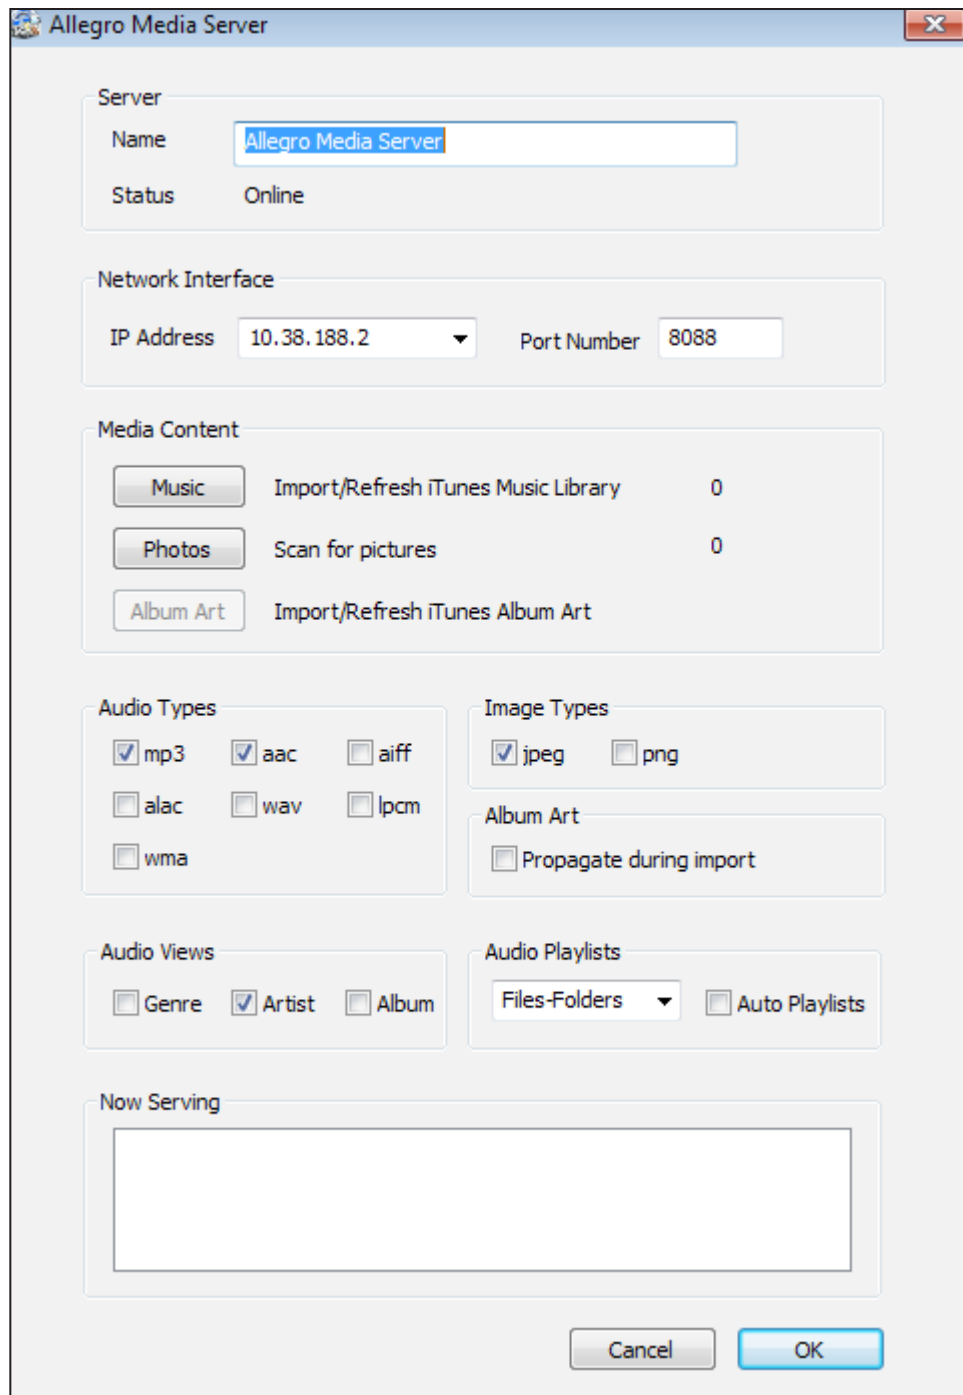 Allegro Media Server
Server
Name Allegro Media Server
Status Online
Network Interface
IP Address 10.38.188.2 Port Number 8088
Media Content
Music Import/Refresh iTunes Music Library 0
Photos Scan for pictures 0
Album Art Import/Refresh iTunes Album Art
Audio Types
mp3 aac aiff
alac wav lpcm
wma
Image Types
jpeg png
Album Art
Propagate during import
Audio Views
Genre Artist Album
Audio Playlists
Files-Folders Auto Playlists
Now Serving
Cancel OK